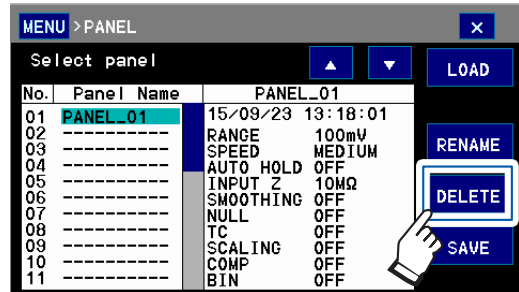 MENU >PANEL ×
Select panel ▲ ▼ LOAD
No. Panel Name PANEL_01
01 PANEL_01 15/09/23 13:18:01
02 ----------- RANGE 100mV
03 ----------- SPEED MEDIUM
04 ----------- AUTO HOLD OFF
05 ----------- INPUT Z 10MΩ
06 ----------- SMOOTHING OFF
07 ----------- NULL OFF
08 ----------- TC OFF
09 ----------- SCALING OFF
10 ----------- COMP OFF
11 ----------- BIN OFF
RENAME
DELETE
SAVE